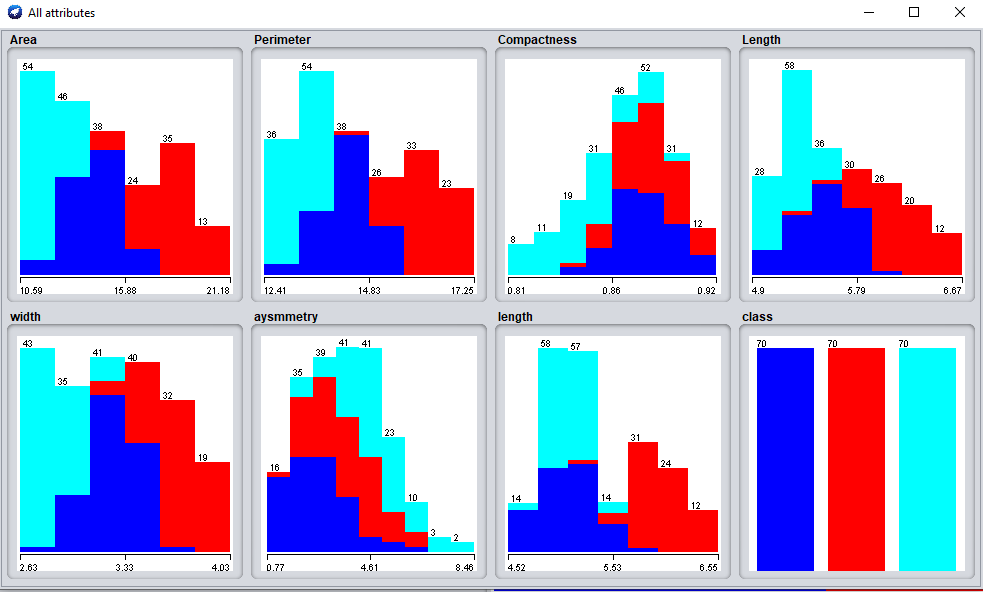 All attributes
Area Perimeter Compactness Length
54 46 38 24 35 13
10.59 15.88 21.18
36 54 38 26 33 23
12.41 14.83 17.25
8 11 19 31 46 52 31 12
0.81 0.86 0.92
28 58 36 30 26 20 12
4.9 5.79 6.67
width aysmmetry length class
43 35 41 40 32 19
2.63 3.33 4.03
16 35 39 41 41 23 10 3 2
0.77 4.61 8.46
14 58 57 14 31 24 12
4.52 5.53 6.55
70 70 70